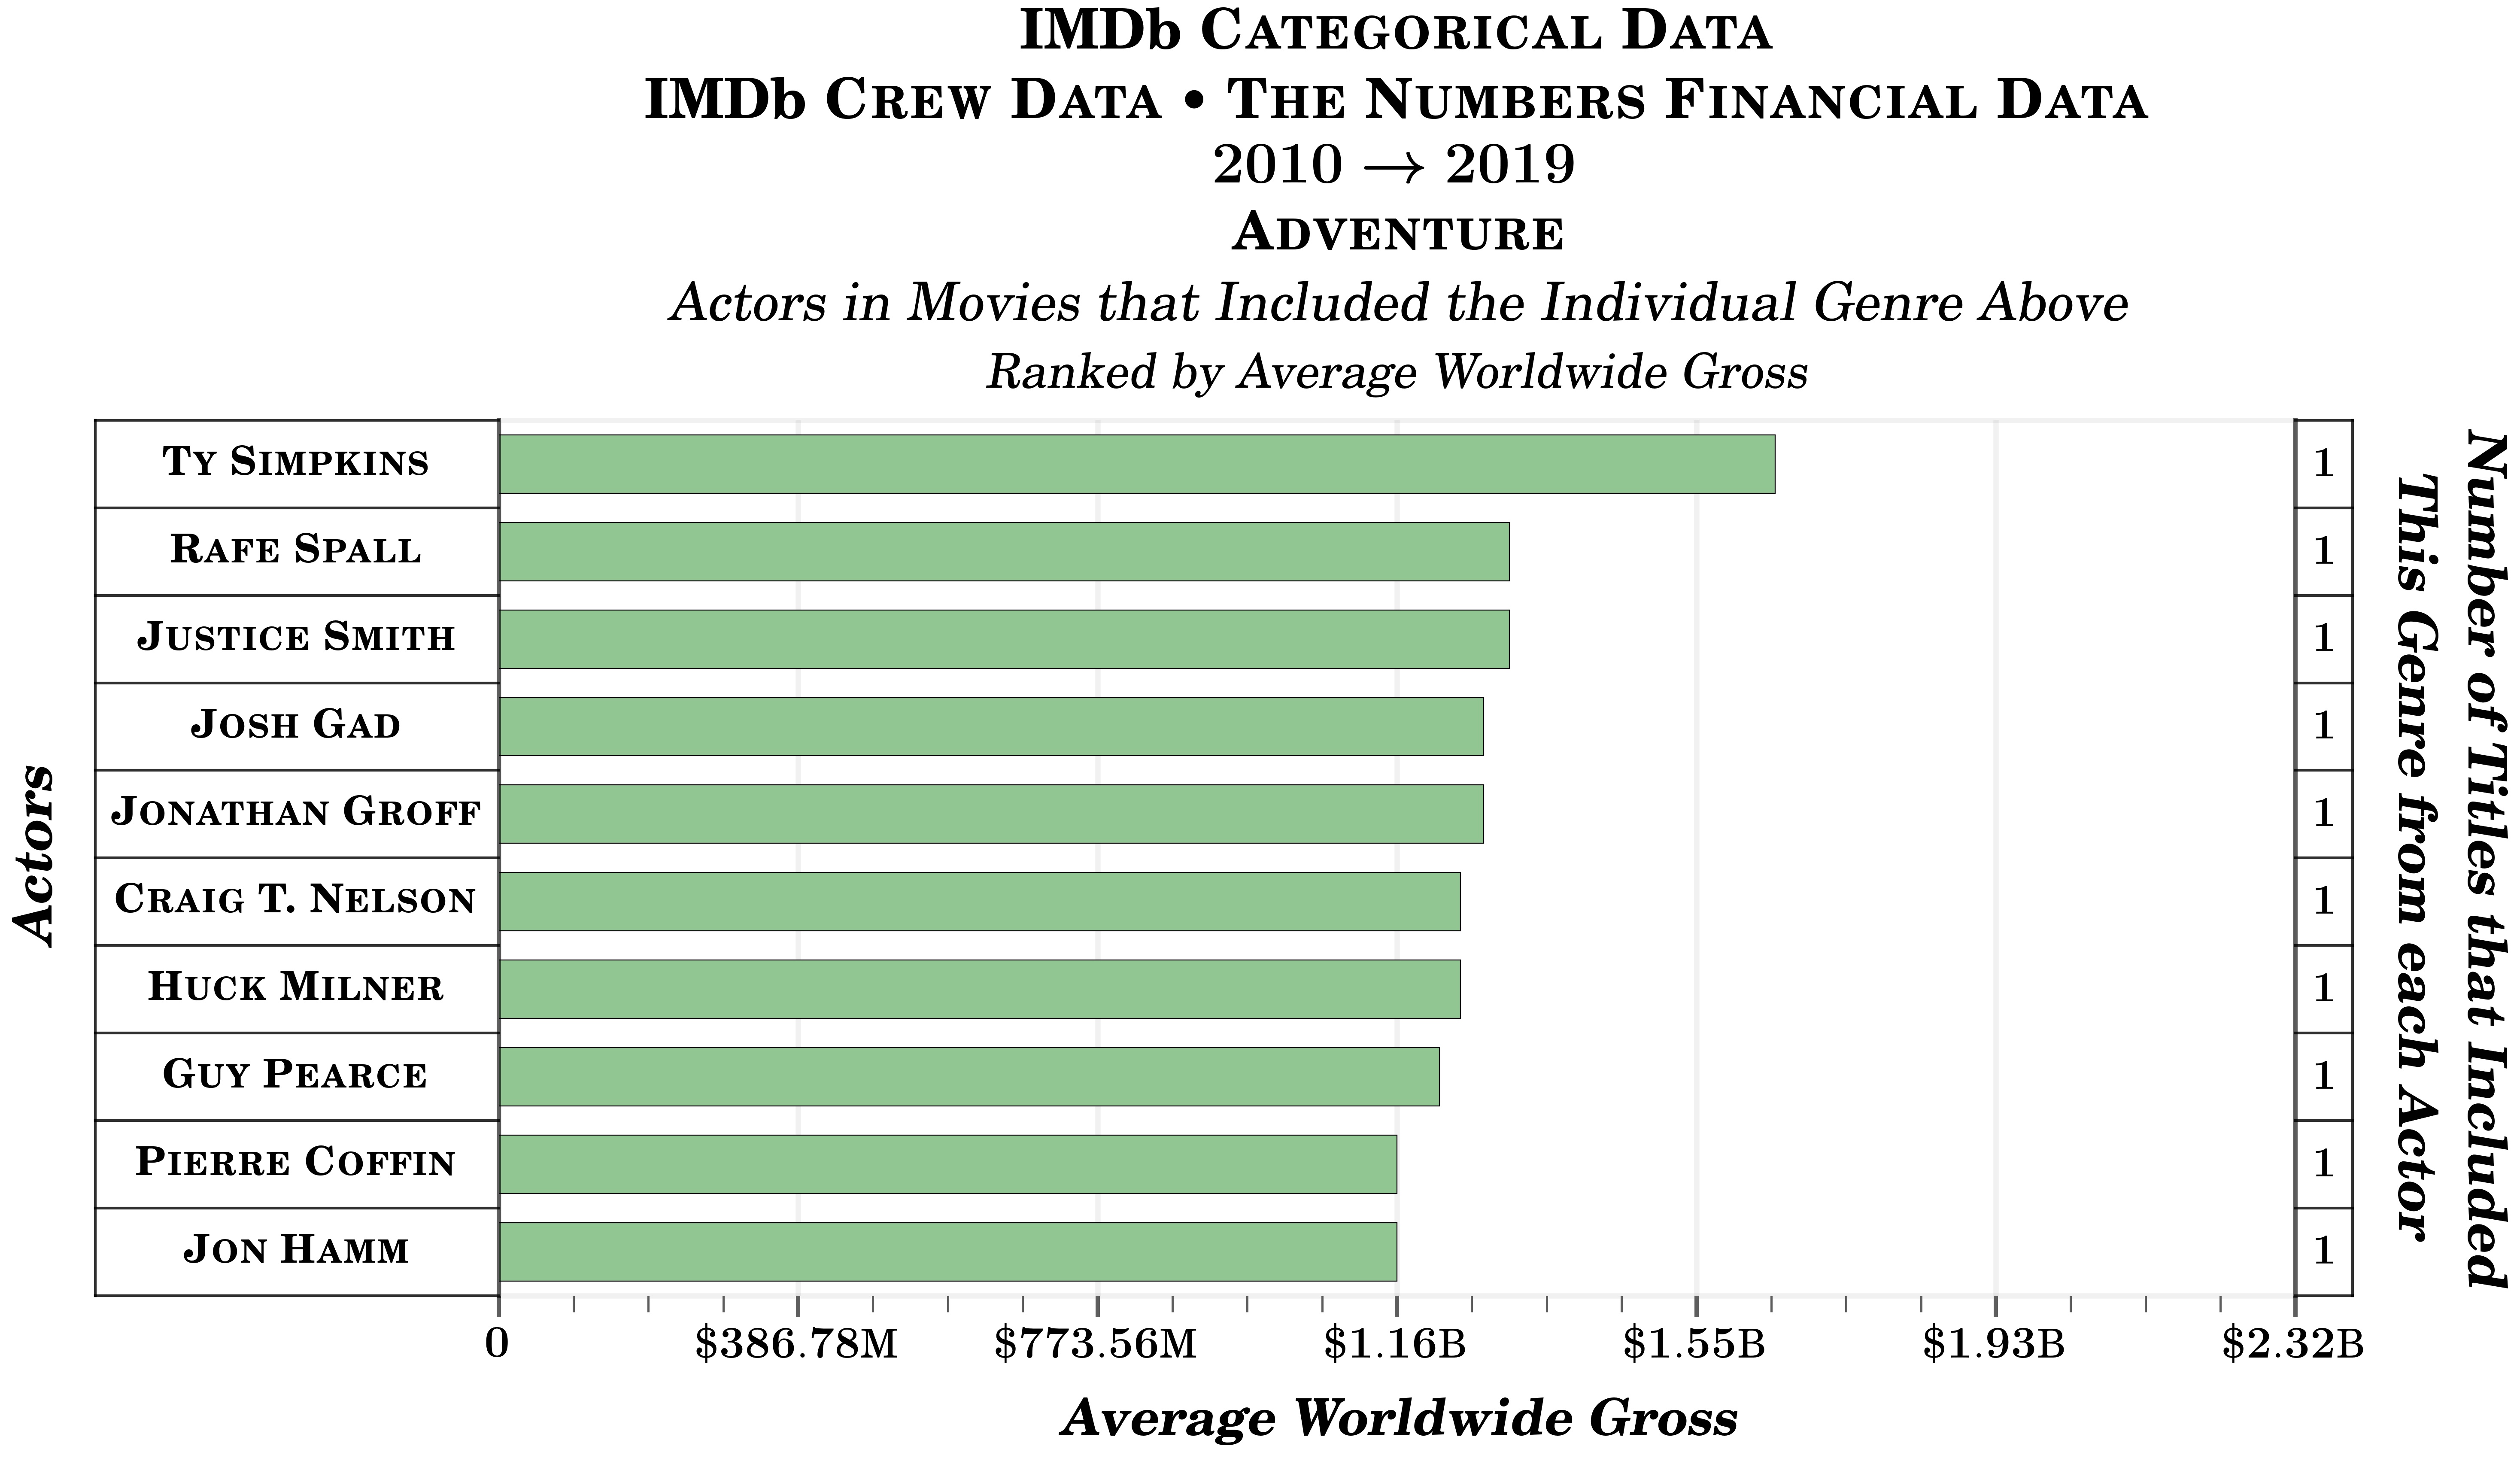 IMDb Categorical Data
IMDb Crew Data • The Numbers Financial Data
2010 → 2019
Adventure
Actors in Movies that Included the Individual Genre Above
Ranked by Average Worldwide Gross
Actors
Ty Simpkins 1
Rafe Spall 1
Justice Smith 1
Josh Gad 1
Jonathan Groff 1
Craig T. Nelson 1
Huck Milner 1
Guy Pearce 1
Pierre Coffin 1
Jon Hamm 1
Number of Titles that Included
This Genre from each Actor
0 $386.78M $773.56M $1.16B $1.55B $1.93B $2.32B
Average Worldwide Gross